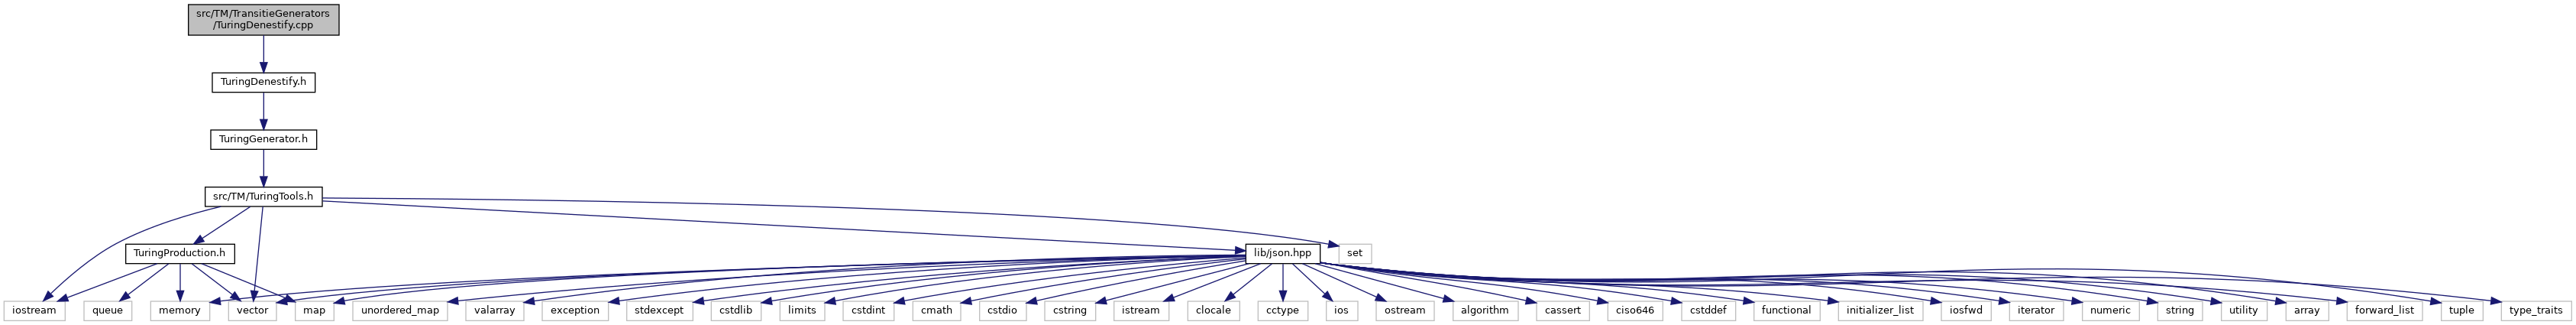 src/TM/TransitieGenerators
/TuringDenestify.cpp
TuringDenestify.h
TuringGenerator.h
src/TM/TuringTools.h
TuringProduction.h
lib/json.hpp
set
iostream
queue
memory
vector
map
unordered_map
valarray
exception
stdexcept
cstdlib
limits
cstdint
cmath
cstdio
cstring
istream
clocale
cctype
ios
ostream
algorithm
cassert
ciso646
cstddef
functional
initializer_list
iosfwd
iterator
numeric
string
utility
array
forward_list
tuple
type_traits